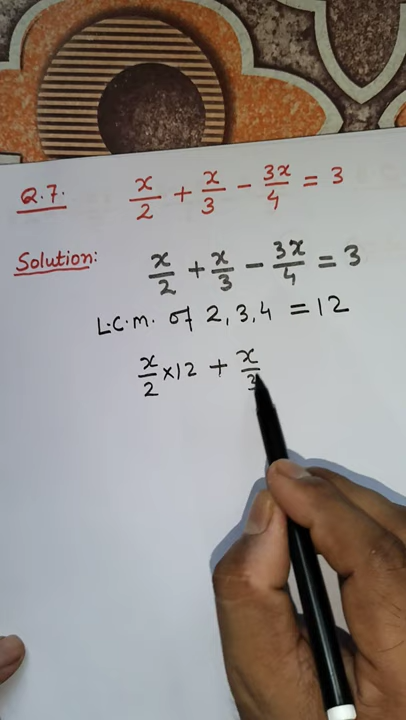 Q.7. x/2 + x/3 - 3x/4 = 3
Solution: x/2 + x/3 - 3x/4 = 3
L.C.M. of 2, 3, 4 = 12
x/2 ×12 + x/3